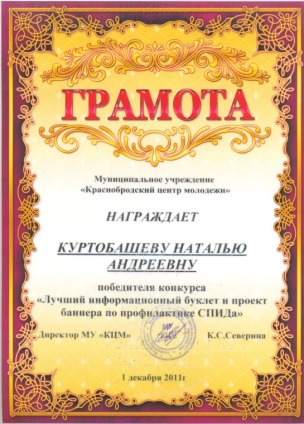 ГРАМОТА
Муниципальное учреждение
«Краснобродский центр молодежи»
НАГРАЖДАЕТ
КУРТОБАШЕВУ НАТАЛЬЮ
АНДРЕЕВНУ
победителя конкурса
«Лучший информационный буклет и проект
баннера по профилактике СПИДа»
Директор МУ «КЦМ» К.С.Северина
1 декабря 2011г